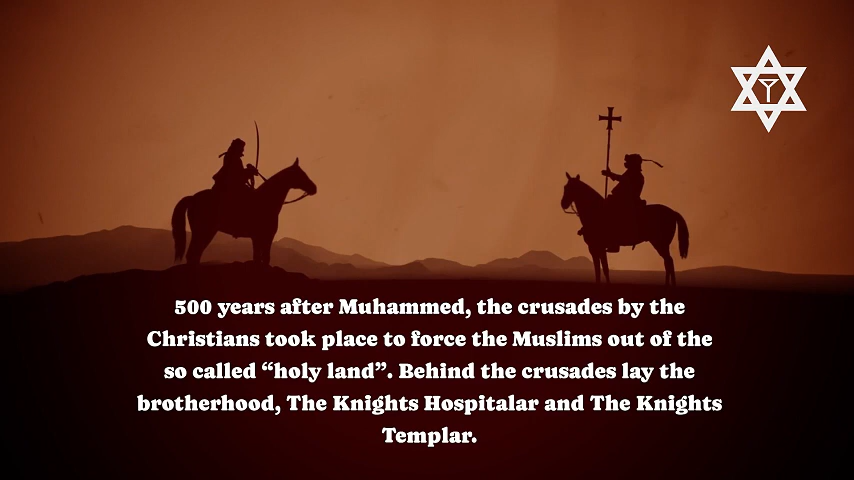 500 years after Muhammed, the crusades by the
Christians took place to force the Muslims out of the
so called “holy land”. Behind the crusades lay the
brotherhood, The Knights Hospitalar and The Knights
Templar.